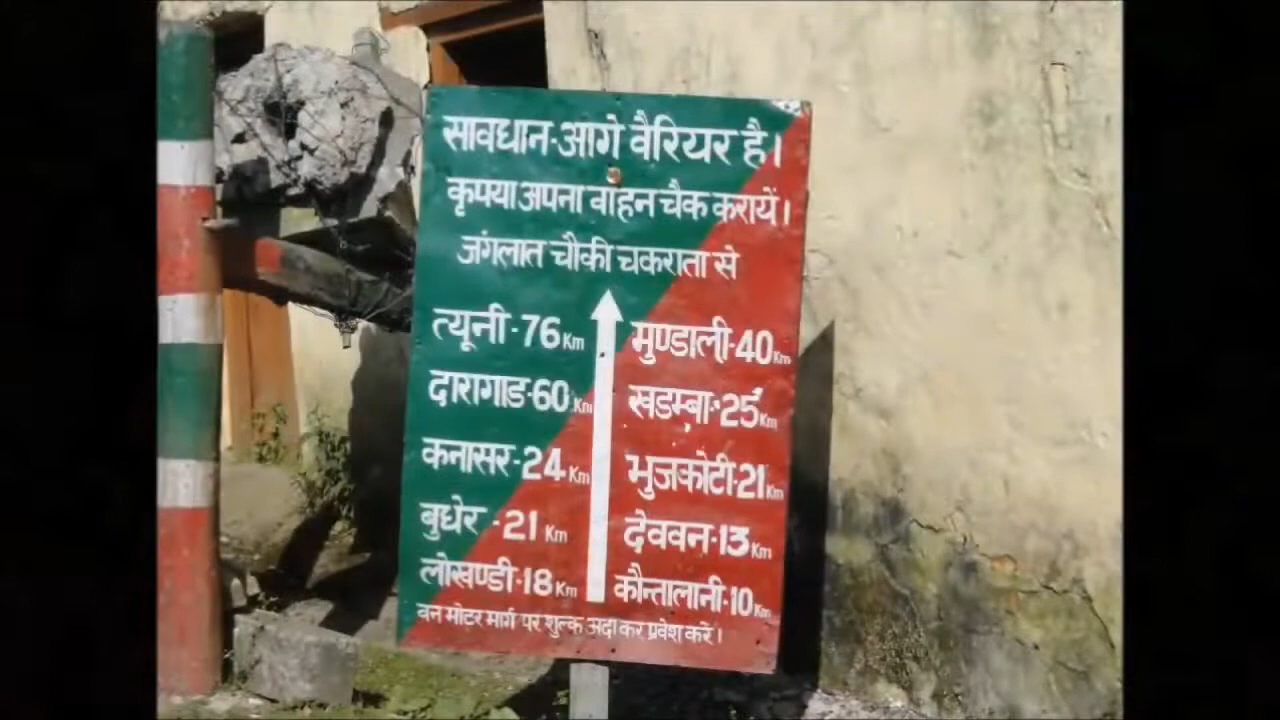 सावधान-आगे वैरियर है।
कृपया अपना वाहन चैक करायें।
जंगलात चौकी चकराता से
त्यूनी-76 Km मुण्डाली-40 Km
दारागाड-60 Km खडम्बा-25 Km
कनासर-24 Km भुजकोटी-21 Km
बुधेर-21 Km देववन-13 Km
लोखण्डी-18 Km कौन्तालानी-10 Km
वन मोटर मार्ग पर शुल्क अदा कर प्रवेश करें।